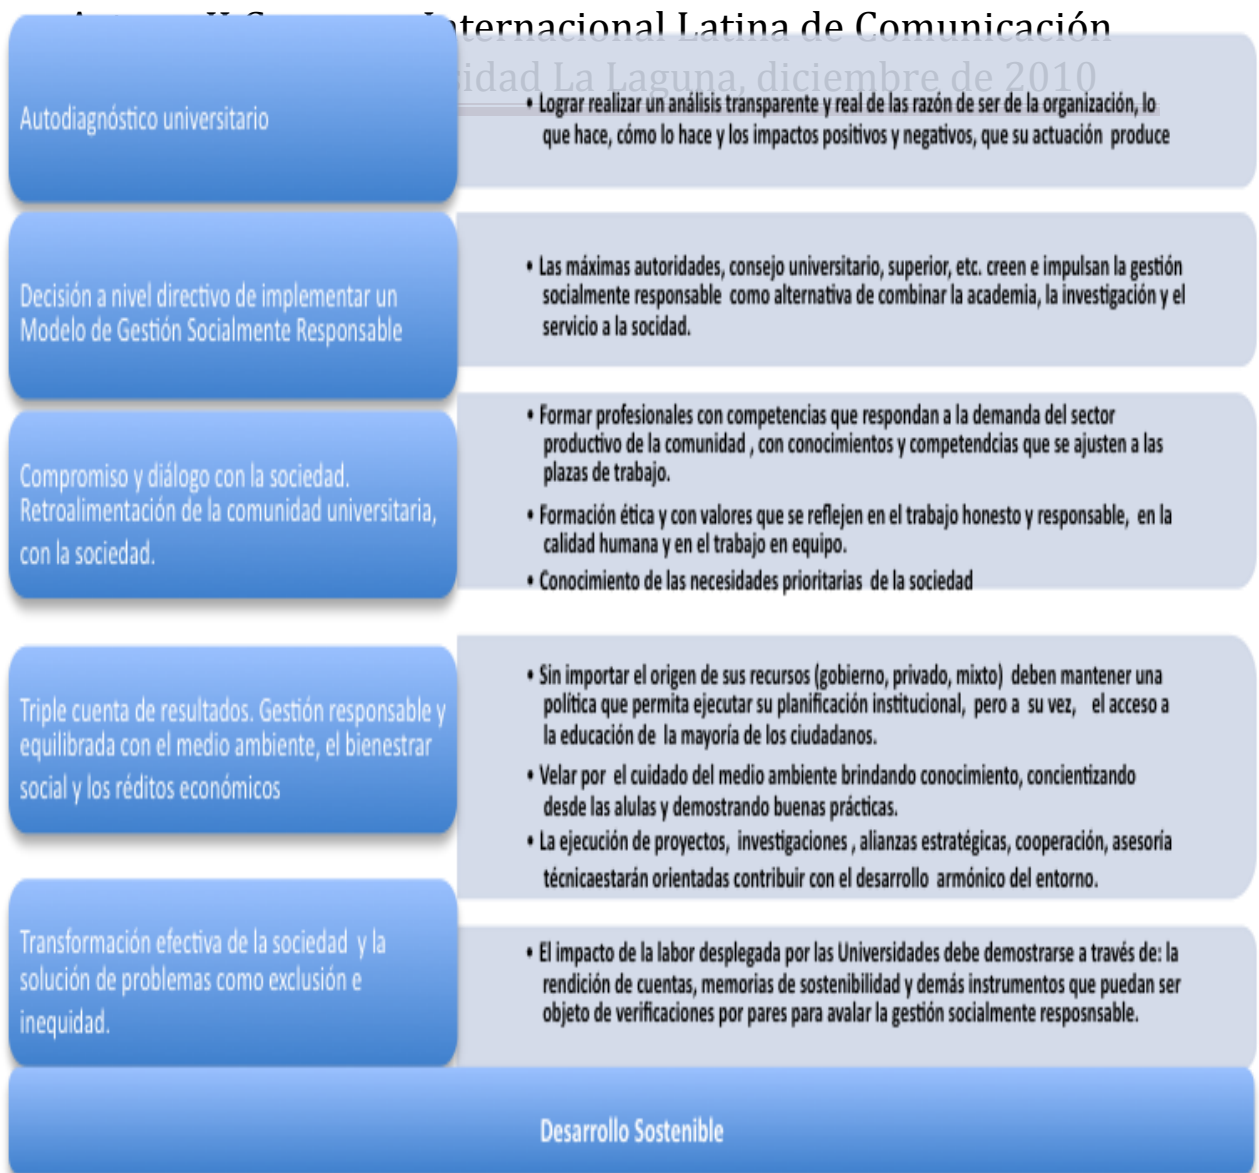 Internacional Latina de Comunicación
sidad La Laguna, diciembre de 2010
Autodiagnóstico universitario
• Lograr realizar un análisis transparente y real de las razón de ser de la organización, lo
que hace, cómo lo hace y los impactos positivos y negativos, que su actuación produce
Decisión a nivel directivo de implementar un
Modelo de Gestión Socialmente Responsable
• Las máximas autoridades, consejo universitario, superior, etc. creen e impulsan la gestión
socialmente responsable como alternativa de combinar la academia, la investigación y el
servicio a la socidad.
Compromiso y diálogo con la sociedad.
Retroalimentación de la comunidad universitaria,
con la sociedad.
• Formar profesionales con competencias que respondan a la demanda del sector
productivo de la comunidad , con conocimientos y competendcias que se ajusten a las
plazas de trabajo.
• Formación ética y con valores que se reflejen en el trabajo honesto y responsable, en la
calidad humana y en el trabajo en equipo.
• Conocimiento de las necesidades prioritarias de la sociedad
Triple cuenta de resultados. Gestión responsable y
equilibrada con el medio ambiente, el bienestrar
social y los réditos económicos
• Sin importar el origen de sus recursos (gobierno, privado, mixto) deben mantener una
política que permita ejecutar su planificación institucional, pero a su vez, el acceso a
la educación de la mayoría de los ciudadanos.
• Velar por el cuidado del medio ambiente brindando conocimiento, concientizando
desde las alulas y demostrando buenas prácticas.
• La ejecución de proyectos, investigaciones , alianzas estratégicas, cooperación, asesoría
técnicaestarán orientadas contribuir con el desarrollo armónico del entorno.
Transformación efectiva de la sociedad y la
solución de problemas como exclusión e
inequidad.
• El impacto de la labor desplegada por las Universidades debe demostrarse a través de: la
rendición de cuentas, memorias de sostenibilidad y demás instrumentos que puedan ser
objeto de verificaciones por pares para avalar la gestión socialmente resposnsable.
Desarrollo Sostenible